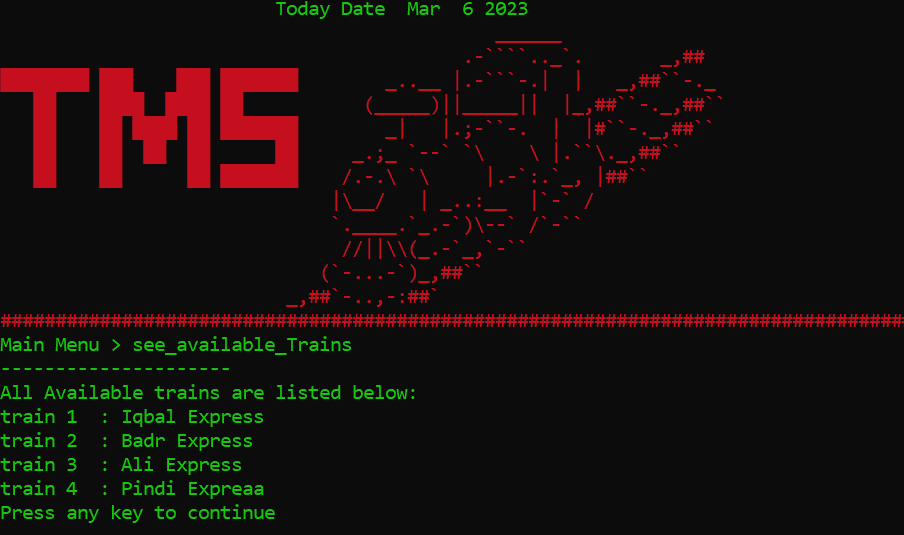 Today Date  Mar  6 2023
TMS
Main Menu > see_available_Trains
---------------------
All Available trains are listed below:
train 1  : Iqbal Express
train 2  : Badr Express
train 3  : Ali Express
train 4  : Pindi Expreaa
Press any key to continue